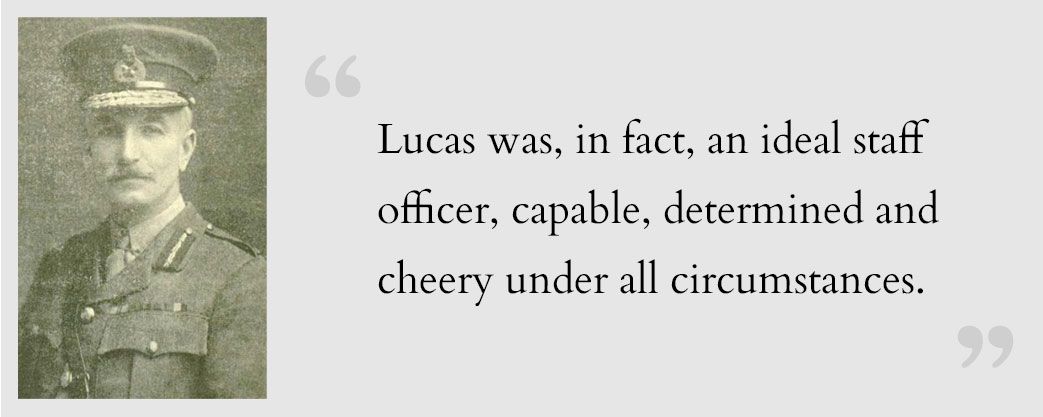 “
Lucas was, in fact, an ideal staff
officer, capable, determined and
cheery under all circumstances.
”